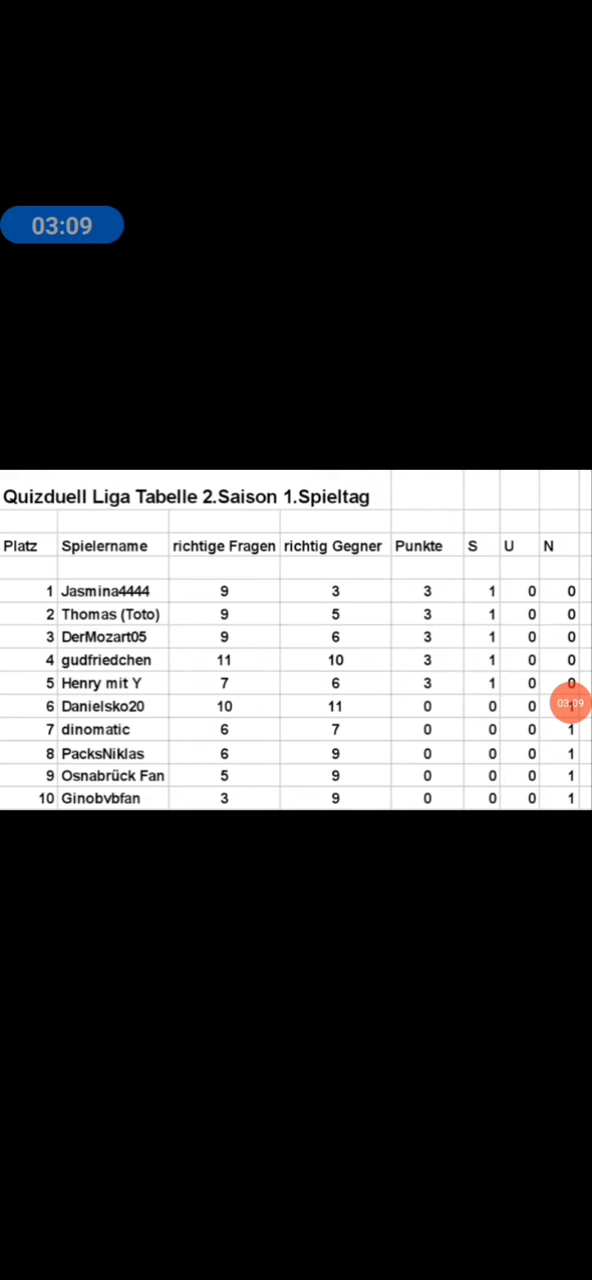 03:09
Quizduell Liga Tabelle 2.Saison 1.Spieltag
Platz Spielername richtige Fragen richtig Gegner Punkte S U N
1 Jasmina4444 9 3 3 1 0 0
2 Thomas (Toto) 9 5 3 1 0 0
3 DerMozart05 9 6 3 1 0 0
4 gudfriedchen 11 10 3 1 0 0
5 Henry mit Y 7 6 3 1 0 0
6 Danielsko20 10 11 0 0 0 1
03:09
7 dinomatic 6 7 0 0 0 1
8 PacksNiklas 6 9 0 0 0 1
9 Osnabrück Fan 5 9 0 0 0 1
10 Ginobvbfan 3 9 0 0 0 1